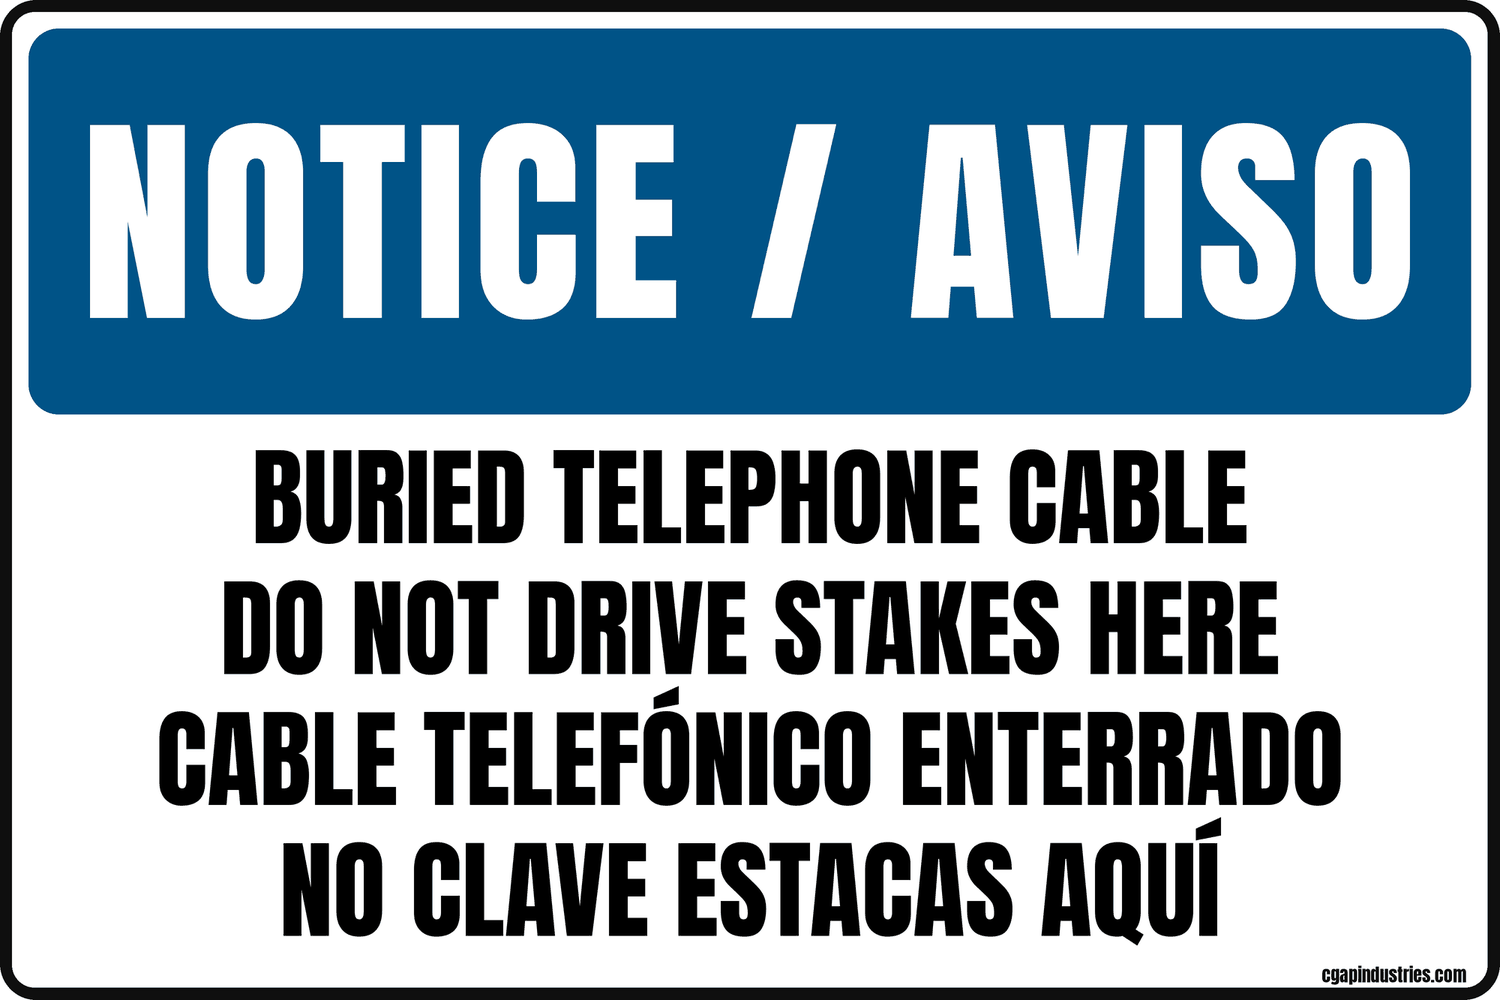 NOTICE / AVISO
BURIED TELEPHONE CABLE
DO NOT DRIVE STAKES HERE
CABLE TELEFÓNICO ENTERRADO
NO CLAVE ESTACAS AQUÍ
cgapindustries.com